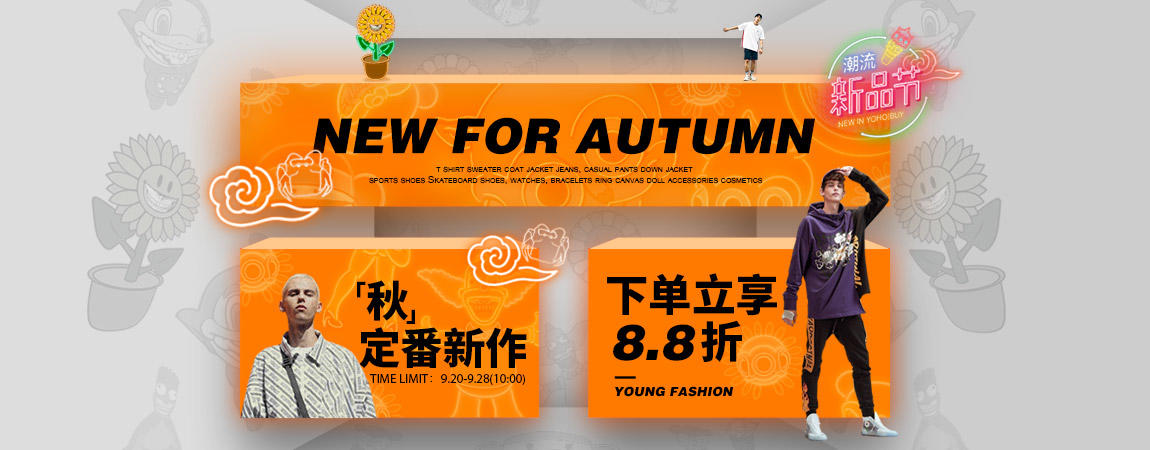 潮流
新品节
NEW IN YOHO!BUY
NEW FOR AUTUMN
T SHIRT SWEATER COAT JACKET JEANS, CASUAL PANTS DOWN JACKET
SPORTS SHOES SKATEBOARD SHOES, WATCHES, BRACELETS RING CANVAS DOLL ACCESSORIES COSMETICS
「秋」
定番新作
TIME LIMIT： 9.20-9.28(10:00)
下单立享
8.8折
YOUNG FASHION